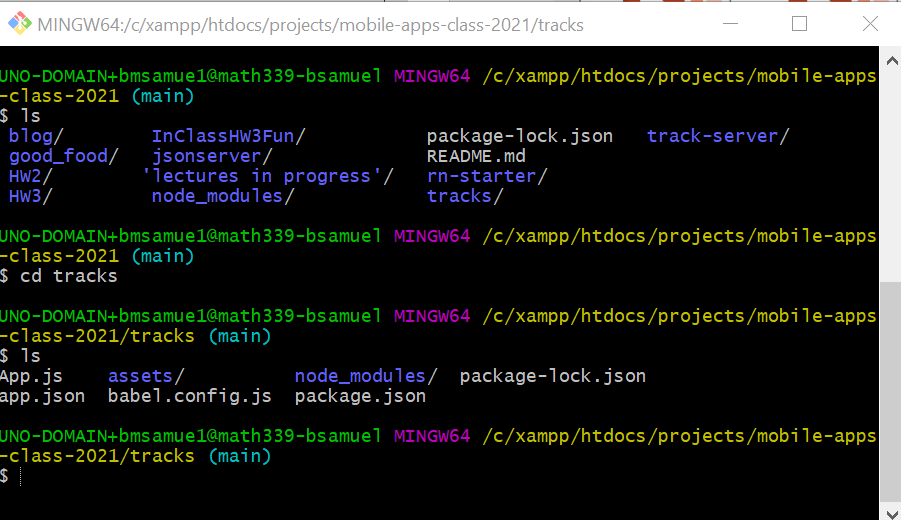 MINGW64:/c/xampp/htdocs/projects/mobile-apps-class-2021/tracks
UNO-DOMAIN+bmsamue1@math339-bsamuel MINGW64 /c/xampp/htdocs/projects/mobile-apps
-class-2021 (main)
$ ls
blog/ InClassHW3Fun/ package-lock.json track-server/
good_food/ jsonserver/ README.md
HW2/ 'lectures in progress'/ rn-starter/
HW3/ node_modules/ tracks/
UNO-DOMAIN+bmsamue1@math339-bsamuel MINGW64 /c/xampp/htdocs/projects/mobile-apps
-class-2021 (main)
$ cd tracks
UNO-DOMAIN+bmsamue1@math339-bsamuel MINGW64 /c/xampp/htdocs/projects/mobile-apps
-class-2021/tracks (main)
$ ls
App.js assets/ node_modules/ package-lock.json
app.json babel.config.js package.json
UNO-DOMAIN+bmsamue1@math339-bsamuel MINGW64 /c/xampp/htdocs/projects/mobile-apps
-class-2021/tracks (main)
$